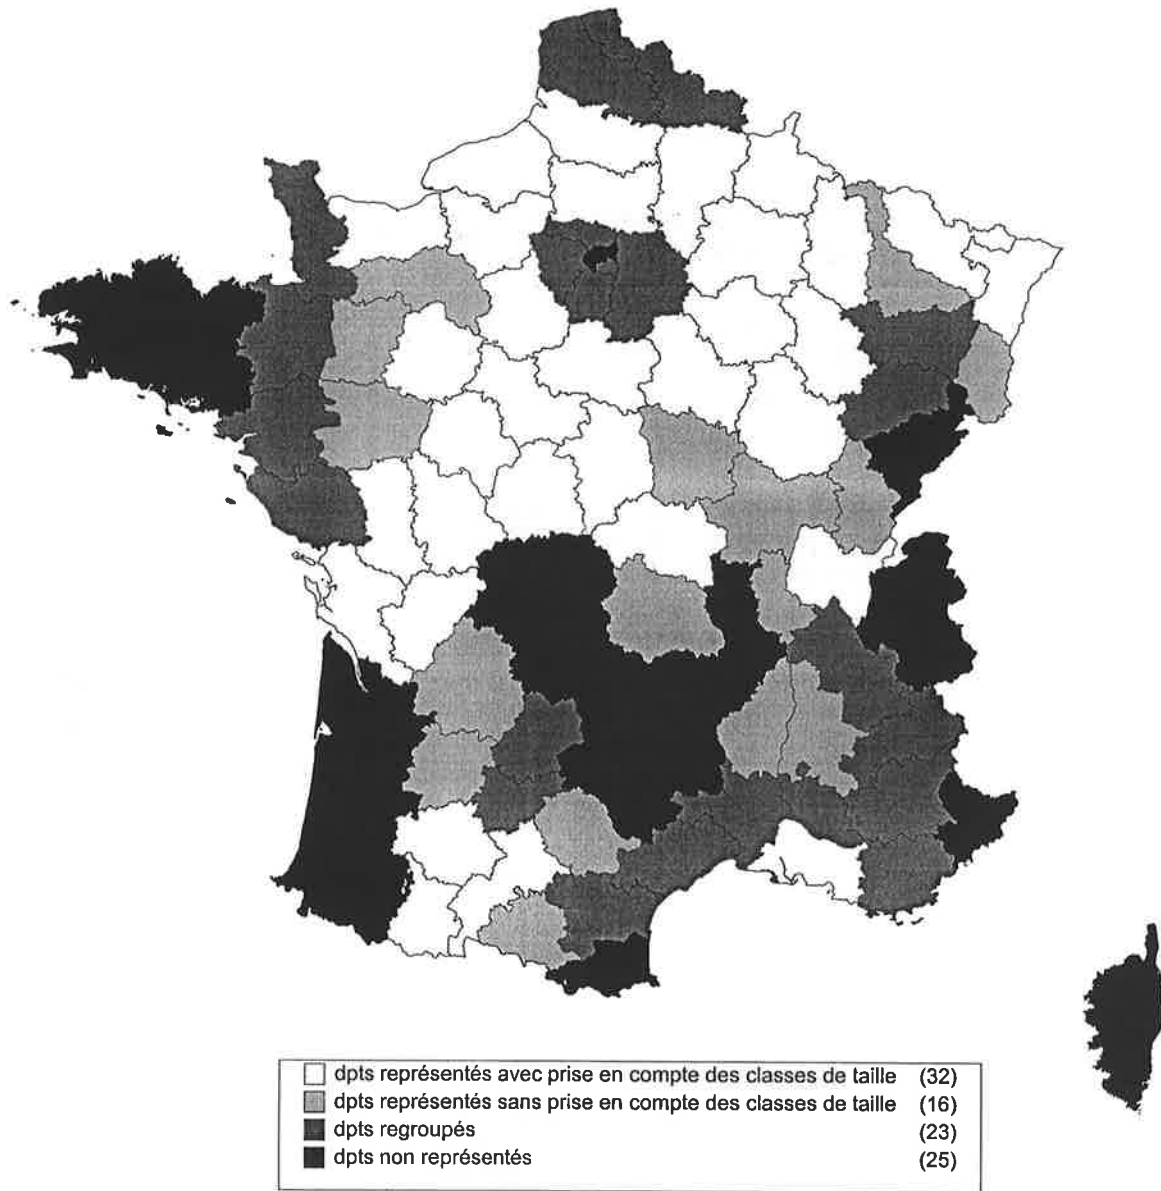 dpts représentés avec prise en compte des classes de taille (32)
dpts représentés sans prise en compte des classes de taille (16)
dpts regroupés (23)
dpts non représentés (25)